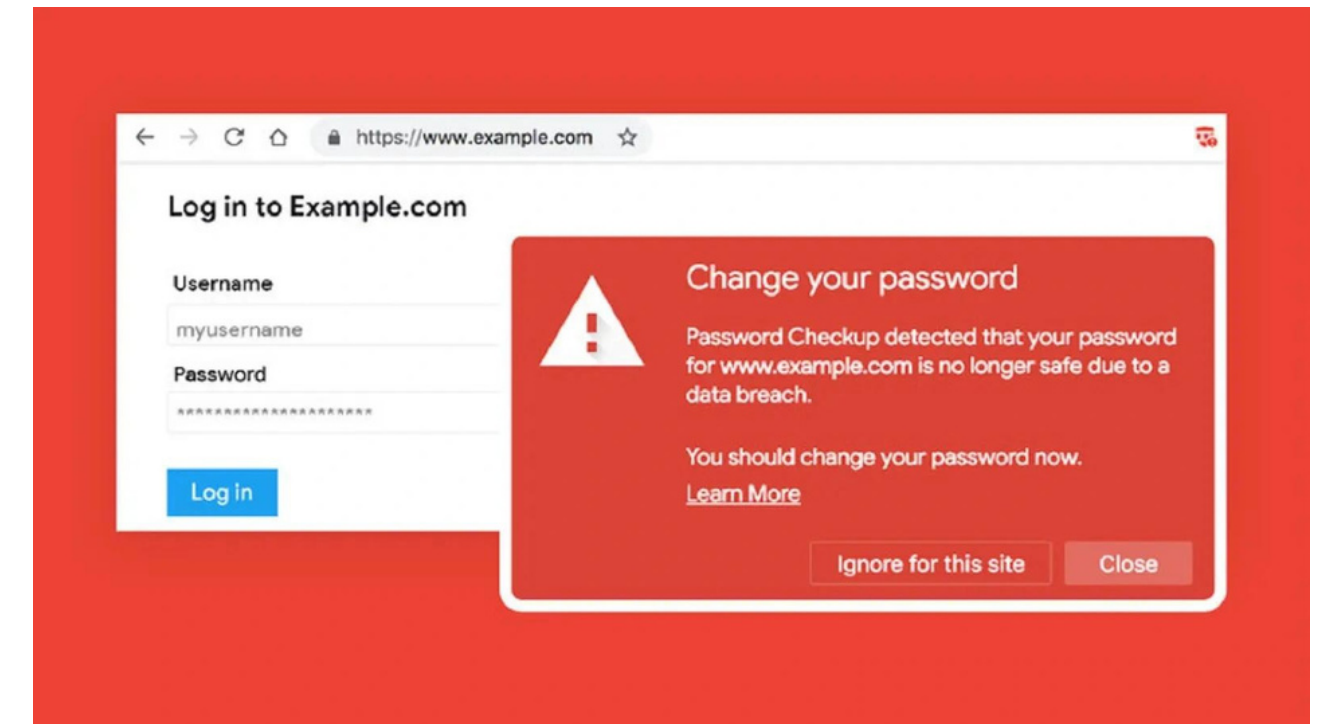 https://www.example.com
Log in to Example.com
Username
myusername
Password
*********************
Log in
Change your password
Password Checkup detected that your password
for www.example.com is no longer safe due to a
data breach.
You should change your password now.
Learn More
Ignore for this site
Close